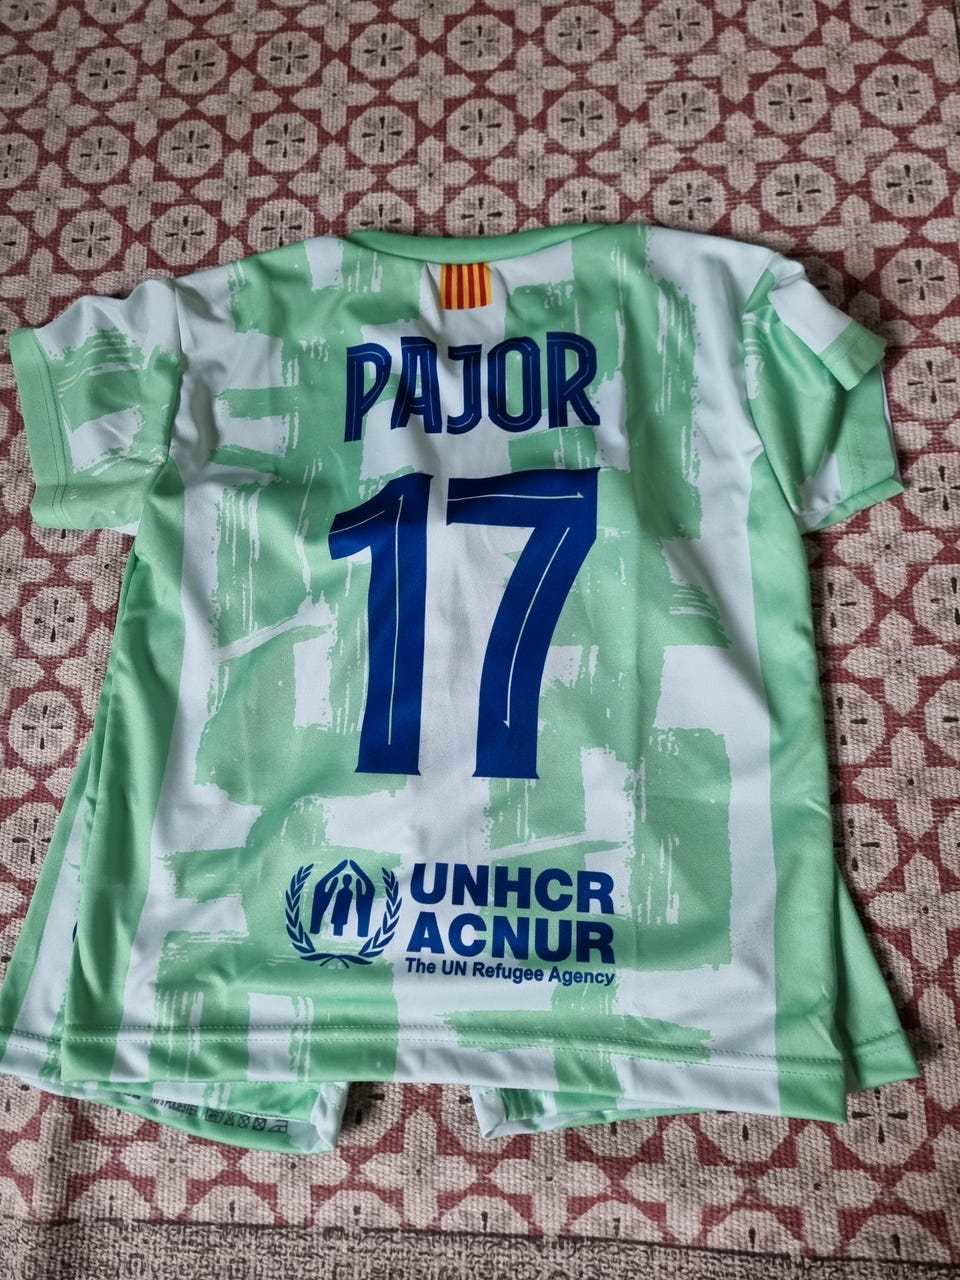 PAJOR
17
UNHCR
ACNUR
The UN Refugee Agency